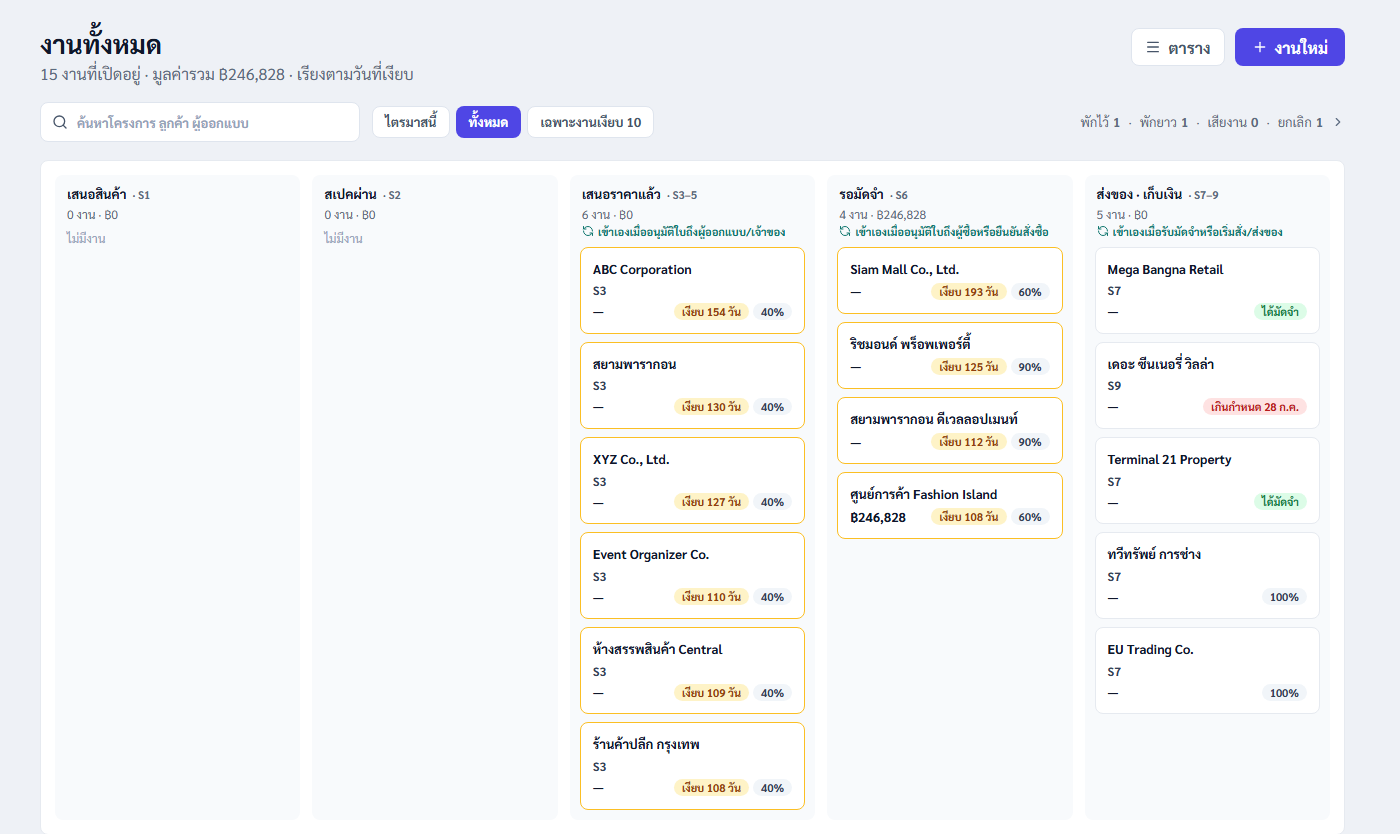 งานทั้งหมด
15 งานที่เปิดอยู่ · มูลค่ารวม ฿246,828 · เรียงตามวันที่เงียบ
ตาราง
+ งานใหม่
ค้นหาโครงการ ลูกค้า ผู้ออกแบบ
ไตรมาสนี้
ทั้งหมด
เฉพาะงานเงียบ 10
พักไว้ 1 · พักยาว 1 · เสียงาน 0 · ยกเลิก 1
เสนอสินค้า · S1
0 งาน · ฿0
ไม่มีงาน
สเปคผ่าน · S2
0 งาน · ฿0
ไม่มีงาน
เสนอราคาแล้ว · S3–5
6 งาน · ฿0
เข้าเองเมื่ออนุมัติใบถึงผู้ออกแบบ/เจ้าของ
ABC Corporation
S3
— เงียบ 154 วัน 40%
สยามพารากอน
S3
— เงียบ 130 วัน 40%
XYZ Co., Ltd.
S3
— เงียบ 127 วัน 40%
Event Organizer Co.
S3
— เงียบ 110 วัน 40%
ห้างสรรพสินค้า Central
S3
— เงียบ 109 วัน 40%
ร้านค้าปลีก กรุงเทพ
S3
— เงียบ 108 วัน 40%
รอมัดจำ · S6
4 งาน · ฿246,828
เข้าเองเมื่ออนุมัติใบถึงผู้ซื้อหรือยืนยันสั่งซื้อ
Siam Mall Co., Ltd.
— เงียบ 193 วัน 60%
ริชมอนด์ พร็อพเพอร์ตี้
— เงียบ 125 วัน 90%
สยามพารากอน ดีเวลลอปเมนท์
— เงียบ 112 วัน 90%
ศูนย์การค้า Fashion Island
฿246,828 เงียบ 108 วัน 60%
ส่งของ · เก็บเงิน · S7–9
5 งาน · ฿0
เข้าเองเมื่อรับมัดจำหรือเริ่มสั่ง/ส่งของ
Mega Bangna Retail
S7
— ได้มัดจำ
เดอะ ซีนเนอรี่ วิลล่า
S9
— เกินกำหนด 28 ก.ค.
Terminal 21 Property
S7
— ได้มัดจำ
ทวีทรัพย์ การช่าง
S7
— 100%
EU Trading Co.
S7
— 100%